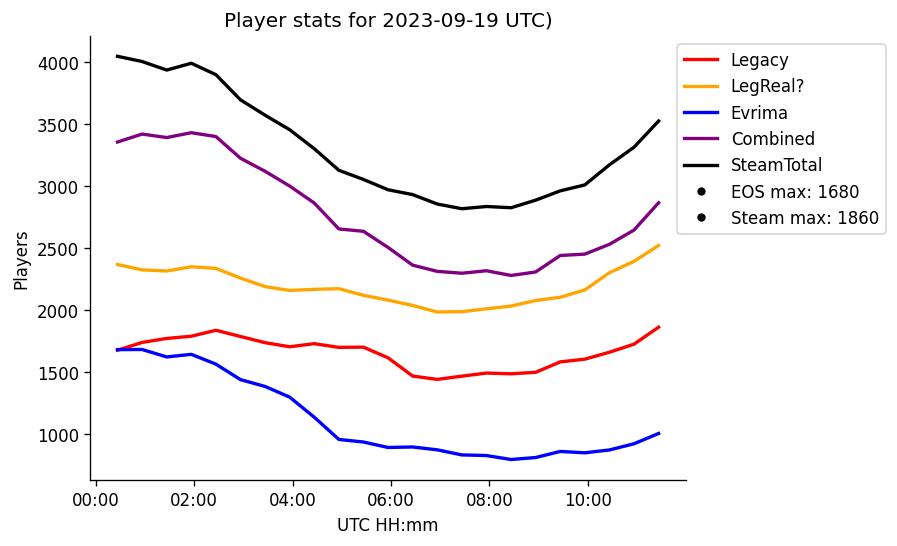 Player stats for 2023-09-19 UTC)
4000
3500
3000
2500
2000
1500
1000
Players
00:00 02:00 04:00 06:00 08:00 10:00
UTC HH:mm
Legacy
LegReal?
Evrima
Combined
SteamTotal
EOS max: 1680
Steam max: 1860